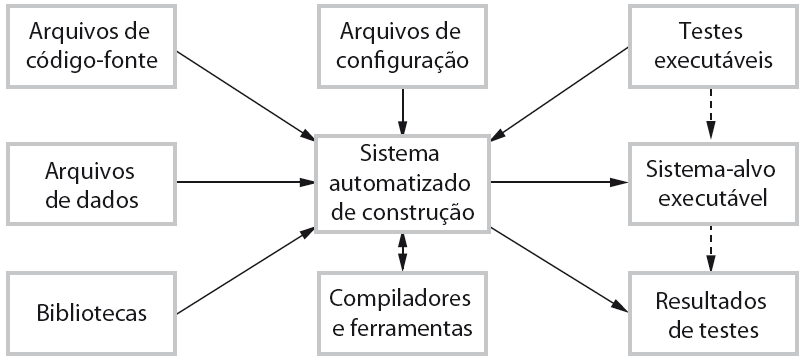 Arquivos de
código-fonte
Arquivos de
configuração
Testes
executáveis
Arquivos
de dados
Sistema
automatizado
de construção
Sistema-alvo
executável
Bibliotecas
Compiladores
e ferramentas
Resultados
de testes